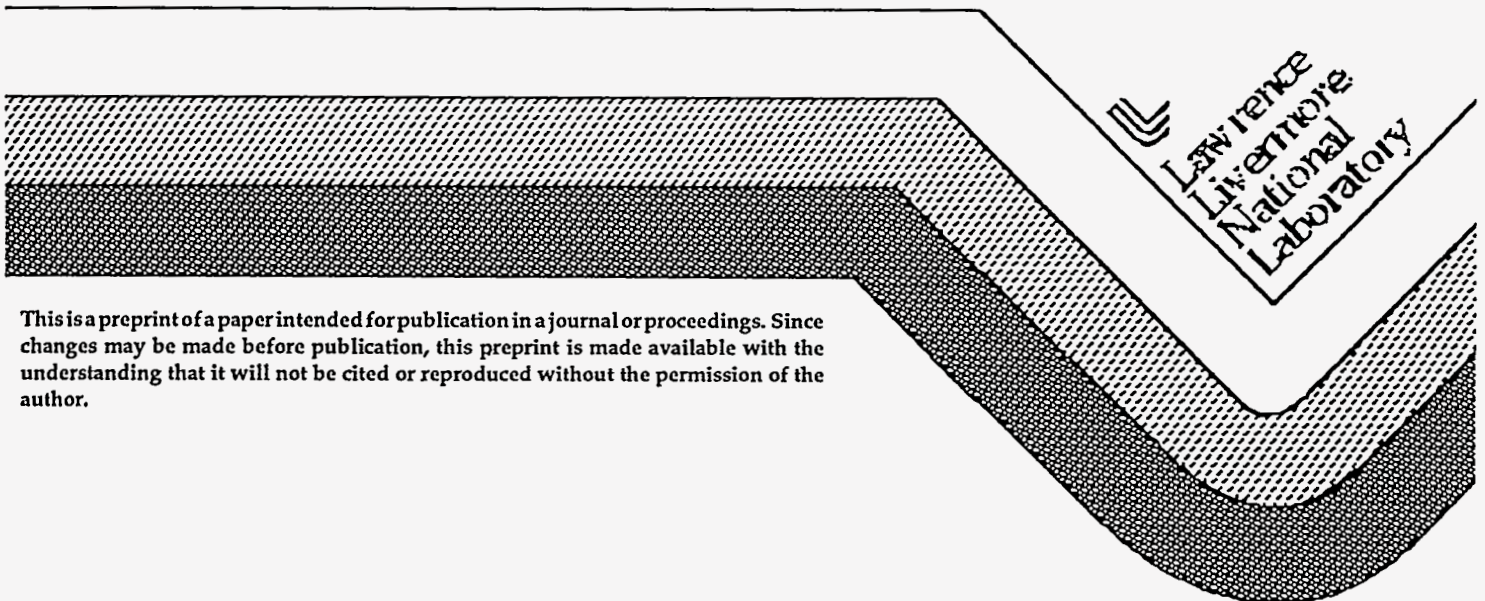 Lawrence
Livermore
National
Laboratory
This is a preprint of a paper intended for publication in a journal or proceedings. Since
changes may be made before publication, this preprint is made available with the
understanding that it will not be cited or reproduced without the permission of the
author.